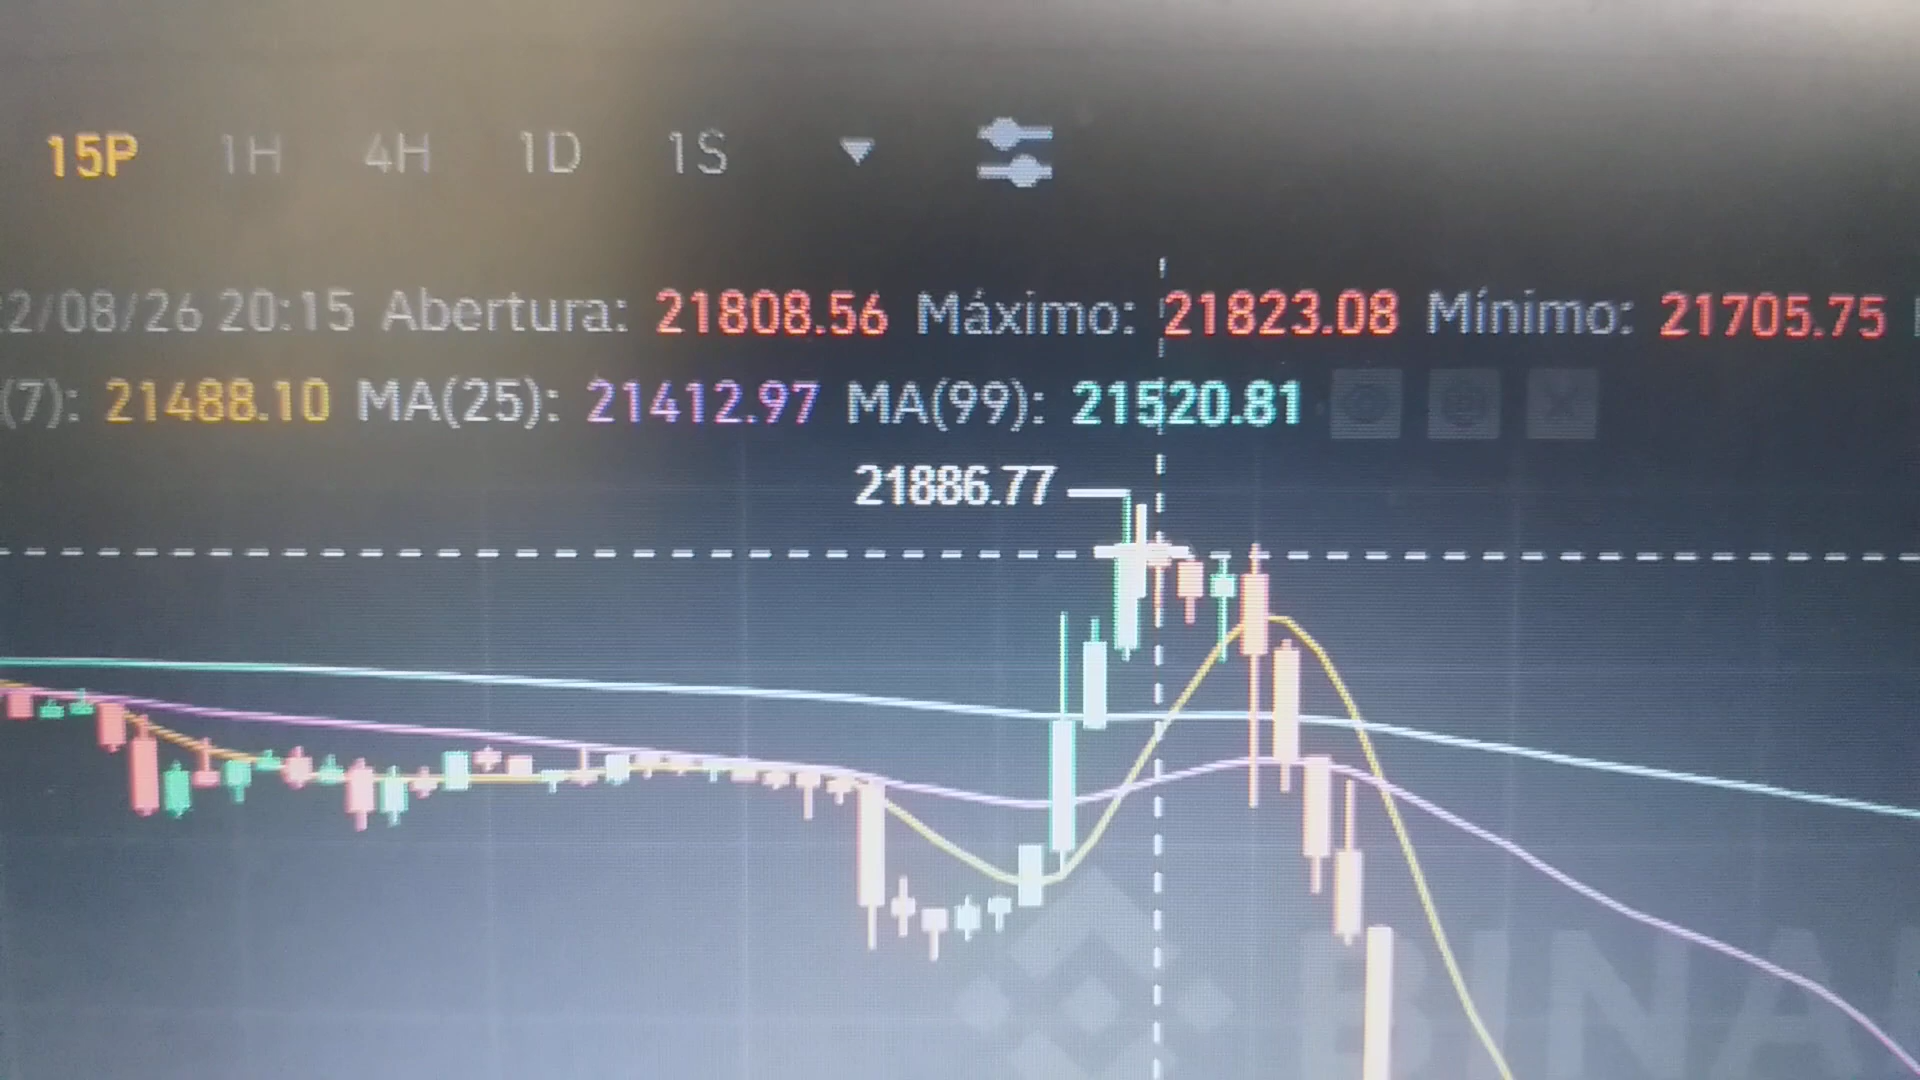 15P 1H 4H 1D 1S
2/08/26 20:15 Abertura: 21808.56 Máximo: 21823.08 Mínimo: 21705.75
(7): 21488.10 MA(25): 21412.97 MA(99): 21520.81
21886.77
BINA